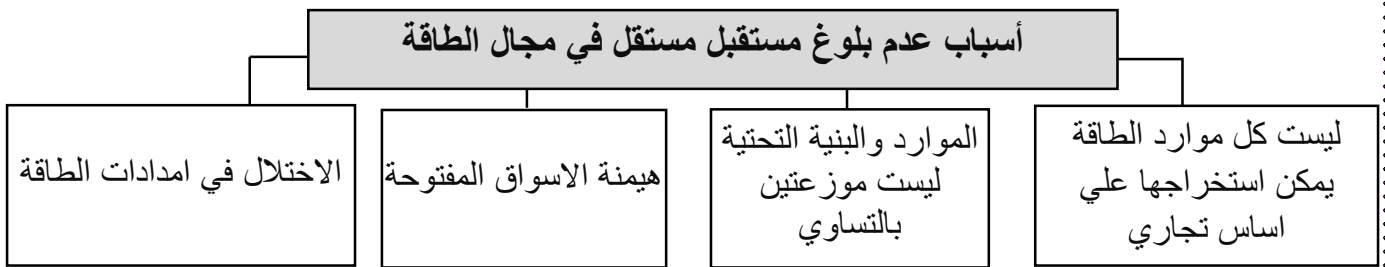 أسباب عدم بلوغ مستقبل مستقل في مجال الطاقة
ليست كل موارد الطاقة
يمكن استخراجها علي
اساس تجاري
الموارد والبنية التحتية
ليست موزعتين
بالتساوي
هيمنة الاسواق المفتوحة
الاختلال في امدادات الطاقة